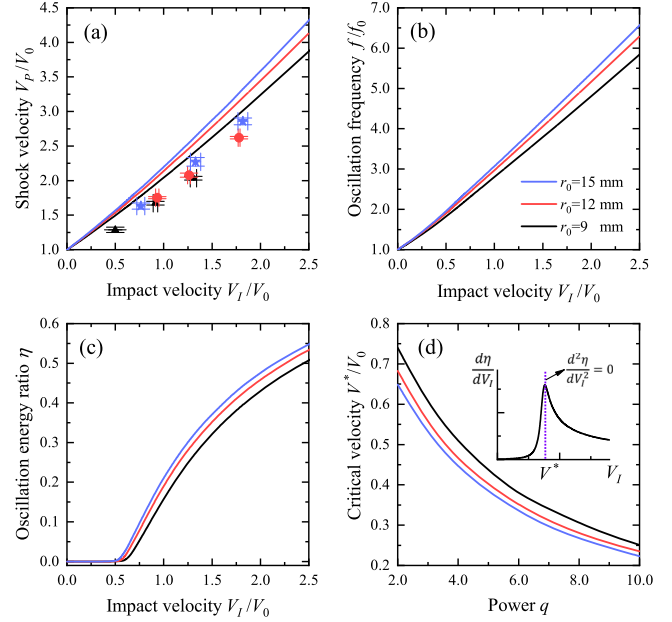 (a)
Shock velocity V_P/V_0
4.5
4.0
3.5
3.0
2.5
2.0
1.5
1.0
0.0 0.5 1.0 1.5 2.0 2.5
Impact velocity V_I/V_0
(b)
Oscillation frequency f/f_0
7.0
6.0
5.0
4.0
3.0
2.0
1.0
r_0=15 mm
r_0=12 mm
r_0=9 mm
0.0 0.5 1.0 1.5 2.0 2.5
Impact velocity V_I/V_0
(c)
Oscillation energy ratio η
0.6
0.5
0.4
0.3
0.2
0.1
0.0
0.0 0.5 1.0 1.5 2.0 2.5
Impact velocity V_I/V_0
(d)
Critical velocity V*/V_0
0.8
0.7
0.6
0.5
0.4
0.3
0.2
dη/dV_I
d²η/dV_I² = 0
V*
V_I
2.0 4.0 6.0 8.0 10.0
Power q